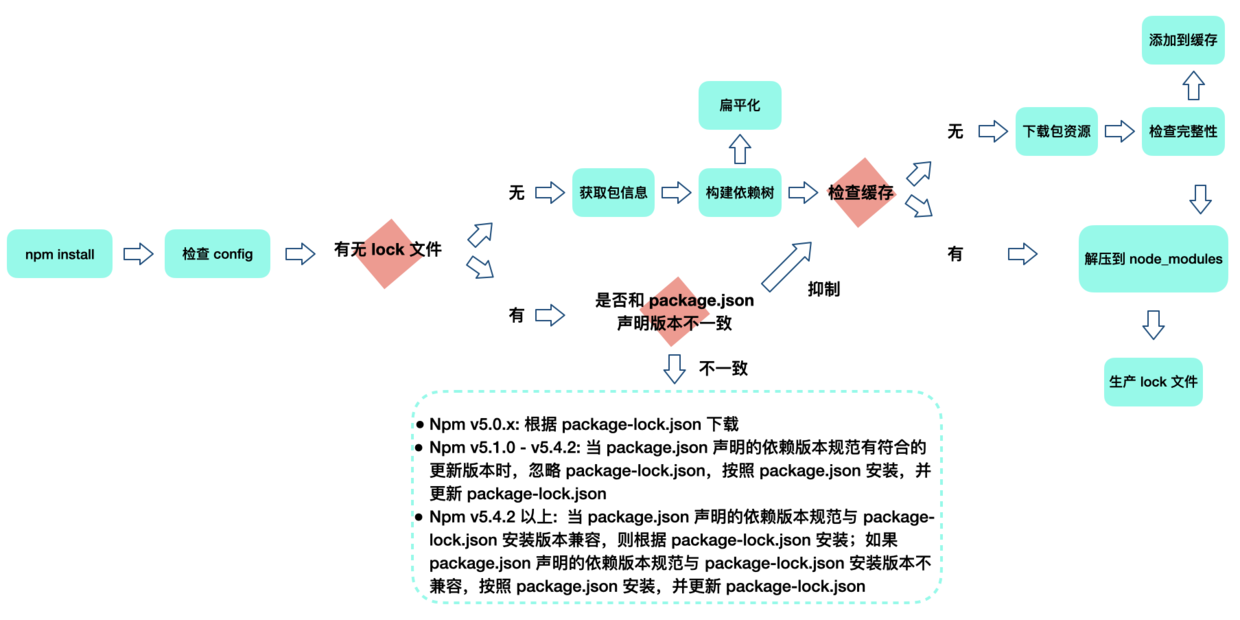 npm install
检查 config
有无 lock 文件
无
获取包信息
构建依赖树
扁平化
检查缓存
无
下载包资源
检查完整性
添加到缓存
有
解压到 node_modules
生产 lock 文件
有
是否和 package.json
声明版本不一致
抑制
不一致
● Npm v5.0.x: 根据 package-lock.json 下载
● Npm v5.1.0 - v5.4.2: 当 package.json 声明的依赖版本规范有符合的
更新版本时，忽略 package-lock.json，按照 package.json 安装，并
更新 package-lock.json
● Npm v5.4.2 以上：当 package.json 声明的依赖版本规范与 package-
lock.json 安装版本兼容，则根据 package-lock.json 安装；如果
package.json 声明的依赖版本规范与 package-lock.json 安装版本不
兼容，按照 package.json 安装，并更新 package-lock.json